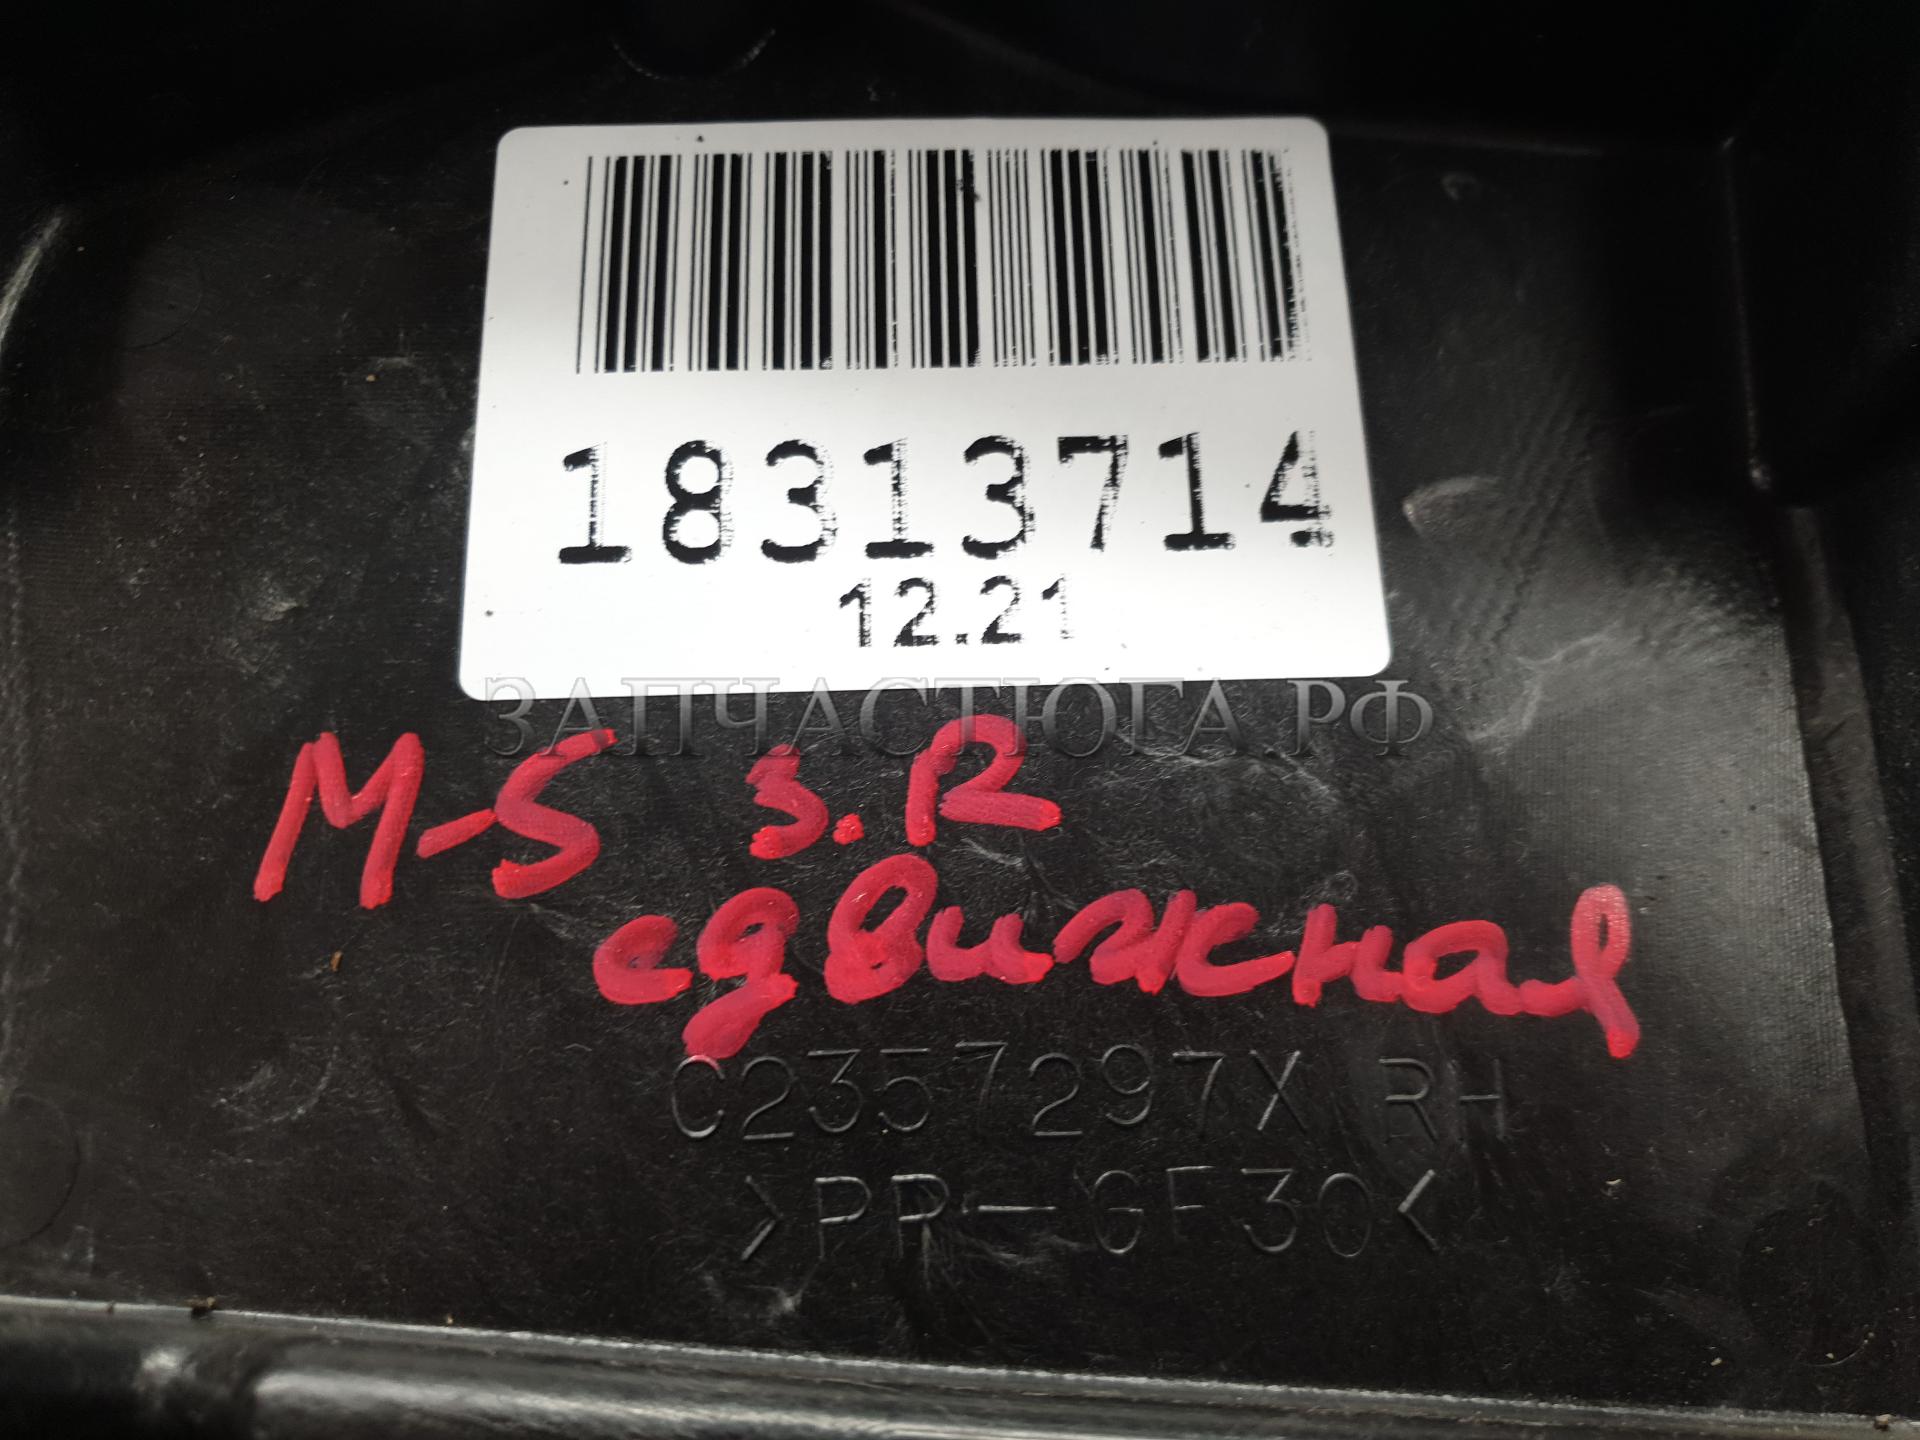 18313714
12.21
ЗАПЧАСТЮГА.РФ
М-5 з.R
сдвижная
C2357297X RH
>PP-GF30<